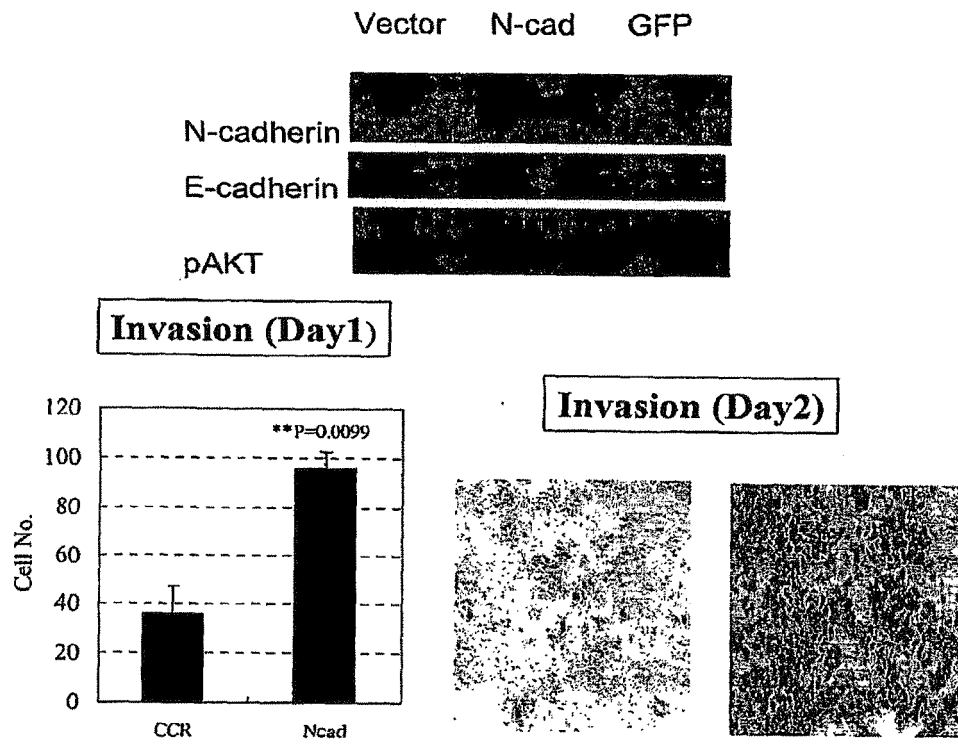 Vector N-cad GFP
N-cadherin
E-cadherin
pAKT
Invasion (Day1)
Invasion (Day2)
**P=0.0099
Cell No.
120
100
80
60
40
20
0
CCR Ncad